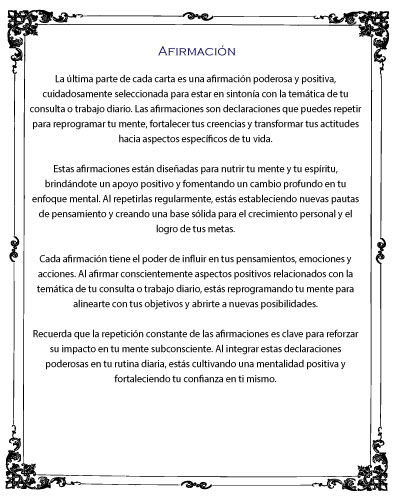 Afirmación
La última parte de cada carta es una afirmación poderosa y positiva,
cuidadosamente seleccionada para estar en sintonía con la temática de tu
consulta o trabajo diario. Las afirmaciones son declaraciones que puedes repetir
para reprogramar tu mente, fortalecer tus creencias y transformar tus actitudes
hacia aspectos específicos de tu vida.
Estas afirmaciones están diseñadas para nutrir tu mente y tu espíritu,
brindándote un apoyo positivo y fomentando un cambio profundo en tu
enfoque mental. Al repetirlas regularmente, estás estableciendo nuevas pautas
de pensamiento y creando una base sólida para el crecimiento personal y el
logro de tus metas.
Cada afirmación tiene el poder de influir en tus pensamientos, emociones y
acciones. Al afirmar conscientemente aspectos positivos relacionados con la
temática de tu consulta o trabajo diario, estás reprogramando tu mente para
alinearte con tus objetivos y abrirte a nuevas posibilidades.
Recuerda que la repetición constante de las afirmaciones es clave para reforzar
su impacto en tu mente subconsciente. Al integrar estas declaraciones
poderosas en tu rutina diaria, estás cultivando una mentalidad positiva y
fortaleciendo tu confianza en ti mismo.